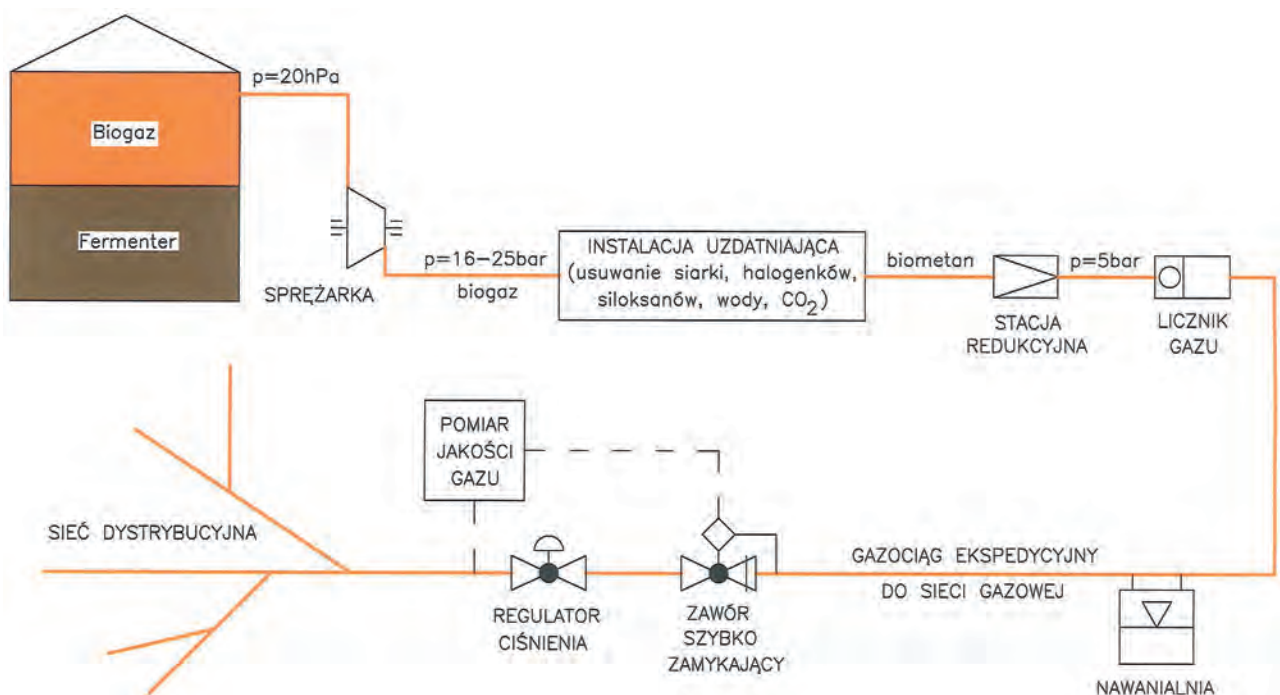 p=20hPa
Biogaz
Fermenter
SPRĘŻARKA
p=16-25bar
biogaz
INSTALACJA UZDATNIAJĄCA
(usuwanie siarki, halogenków,
siloksanów, wody, CO₂)
biometan
p=5bar
STACJA
REDUKCYJNA
LICZNIK
GAZU
POMIAR
JAKOŚCI
GAZU
SIEĆ DYSTRYBUCYJNA
REGULATOR
CIŚNIENIA
ZAWÓR
SZYBKO
ZAMYKAJĄCY
GAZOCIĄG EKSPEDYCYJNY
DO SIECI GAZOWEJ
NAWANIALNIA